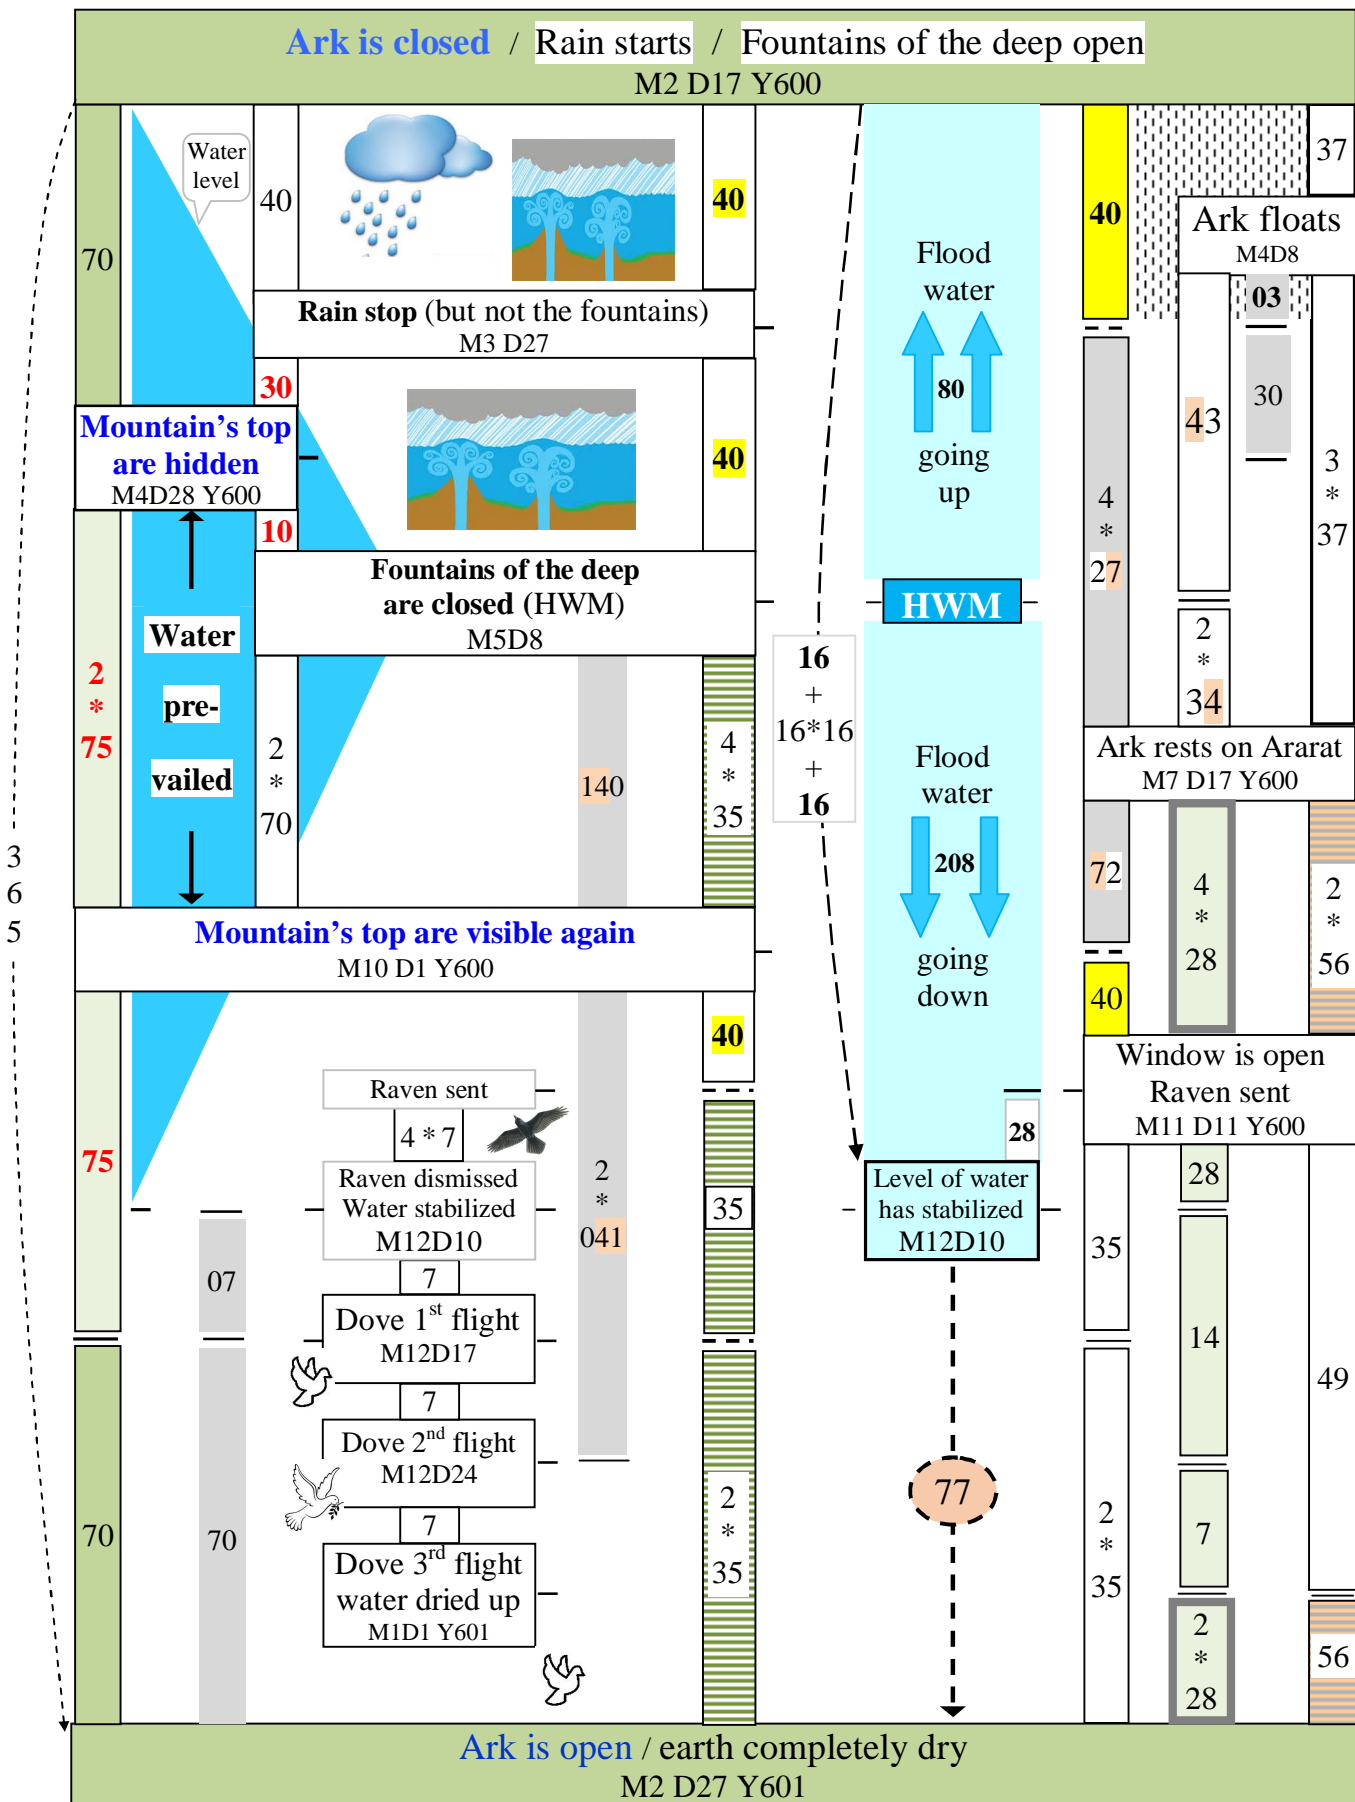 Ark is closed / Rain starts / Fountains of the deep open
M2 D17 Y600
70
Water
level
40
40
Flood
water
80
going
up
40
37
Ark floats
M4D8
03
30
43
3
*
37
Rain stop (but not the fountains)
M3 D27
30
Mountain's top
are hidden
M4D28 Y600
10
40
4
*
27
Fountains of the deep
are closed (HWM)
M5D8
HWM
2
*
34
Water
pre-
vailed
2
*
75
2
*
70
140
4
*
35
16
+
16*16
+
16
Flood
water
208
going
down
Ark rests on Ararat
M7 D17 Y600
72
4
*
28
2
*
56
40
3
6
5
Mountain's top are visible again
M10 D1 Y600
40
Window is open
Raven sent
M11 D11 Y600
75
Raven sent
4 * 7
Raven dismissed
Water stabilized
M12D10
2
*
041
35
28
Level of water
has stabilized
M12D10
35
28
14
49
07
7
Dove 1st flight
M12D17
7
Dove 2nd flight
M12D24
7
Dove 3rd flight
water dried up
M1D1 Y601
70
70
2
*
35
77
2
*
35
7
2
*
28
56
Ark is open / earth completely dry
M2 D27 Y601